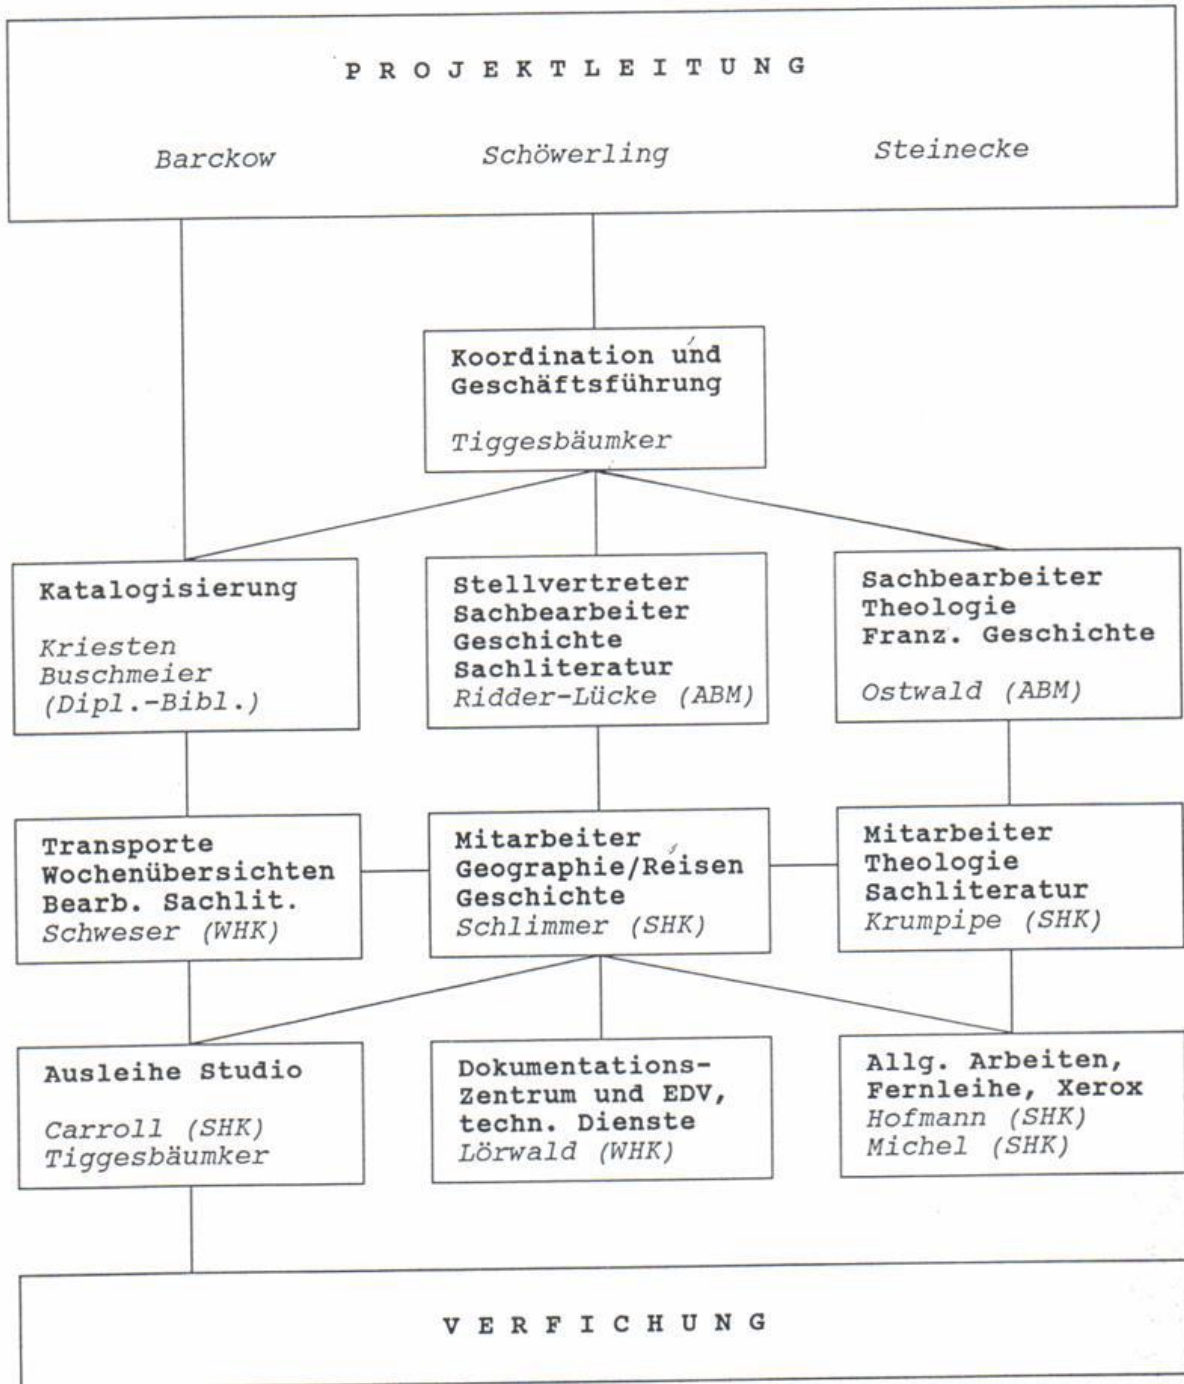 P R O J E K T L E I T U N G
Barckow Schöwerling Steinecke
Koordination und
Geschäftsführung
Tiggesbäumker
Katalogisierung
Kriesten
Buschmeier
(Dipl.-Bibl.)
Stellvertreter
Sachbearbeiter
Geschichte
Sachliteratur
Ridder-Lücke (ABM)
Sachbearbeiter
Theologie
Franz. Geschichte
Ostwald (ABM)
Transporte
Wochenübersichten
Bearb. Sachlit.
Schweser (WHK)
Mitarbeiter
Geographie/Reisen
Geschichte
Schlimmer (SHK)
Mitarbeiter
Theologie
Sachliteratur
Krumpipe (SHK)
Ausleihe Studio
Carroll (SHK)
Tiggesbäumker
Dokumentations-
Zentrum und EDV,
techn. Dienste
Lörwald (WHK)
Allg. Arbeiten,
Fernleihe, Xerox
Hofmann (SHK)
Michel (SHK)
V E R F I C H U N G